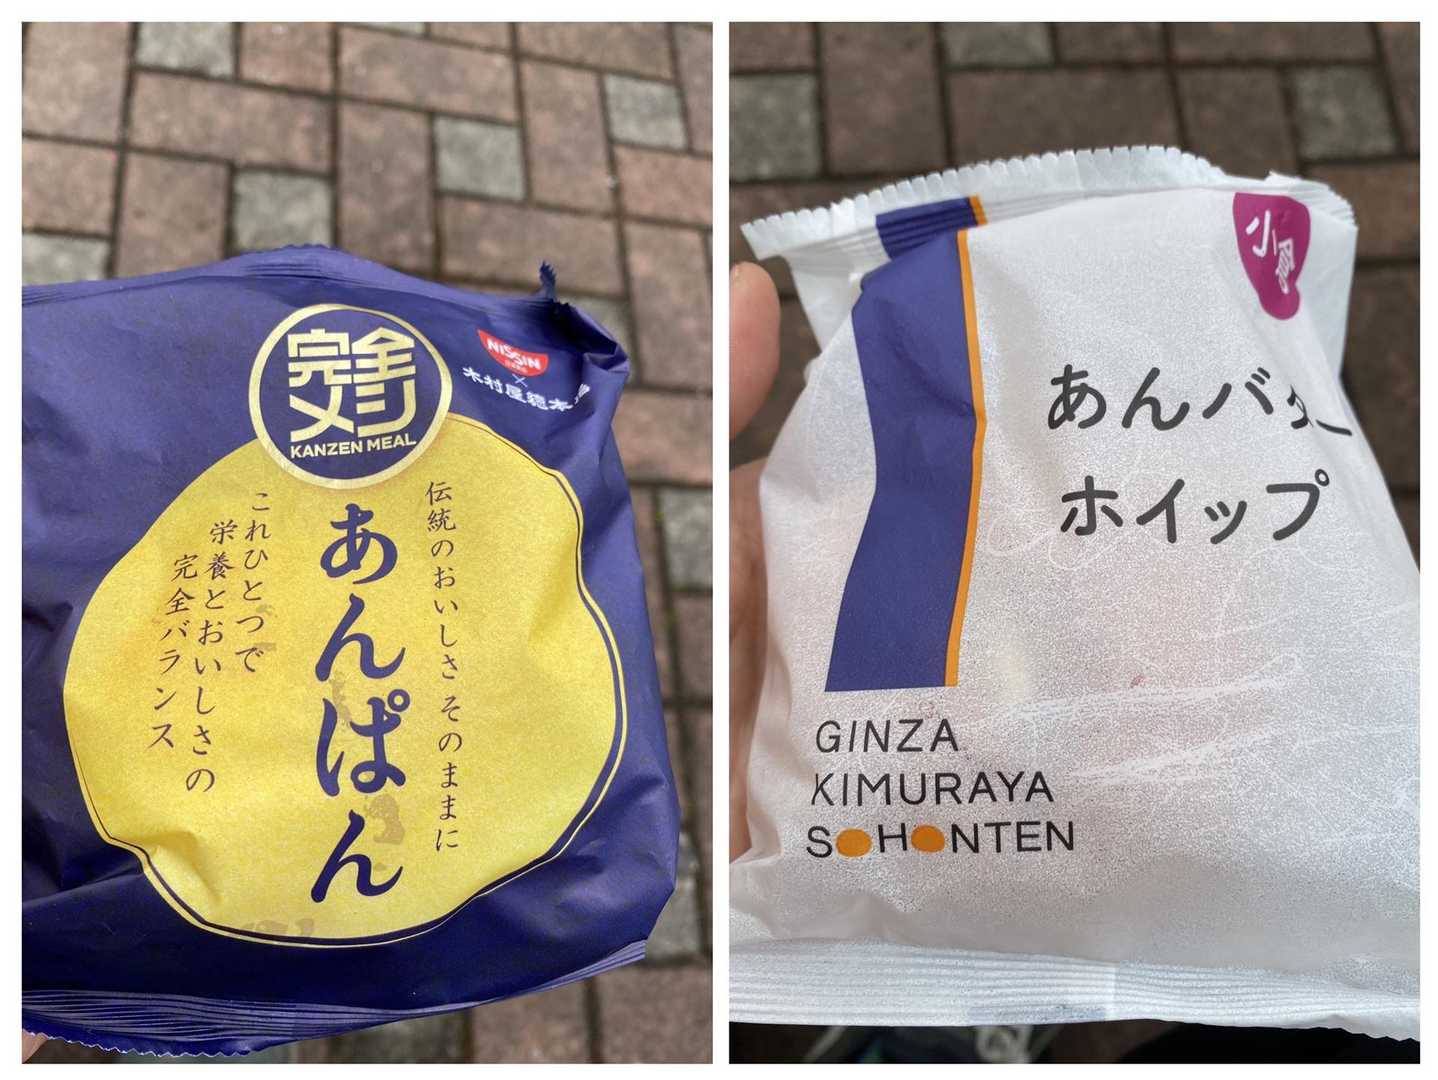 完全
メシ
KANZEN MEAL
NISSIN
×
木村屋總本
伝統のおいしさ そのままに
あんぱん
これひとつで
栄養とおいしさの
完全バランス
小倉
あんバター
ホイップ
GINZA
KIMURAYA
SOHONTEN